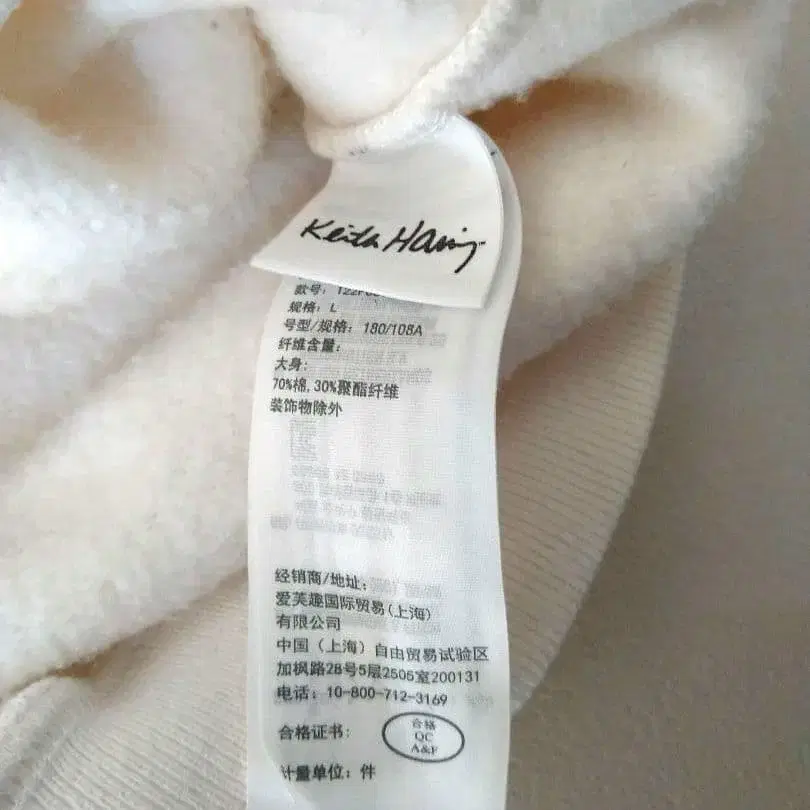 Keith Haring
款号:
规格: L
号型/规格: 180/108A
纤维含量:
大身:
70%棉,30%聚酯纤维
装饰物除外
经销商/地址:
爱芙趣国际贸易(上海)
有限公司
中国(上海)自由贸易试验区
加枫路28号5层2505室200131
电话: 10-800-712-3169
合格证书:
合格
QC
A&F
计量单位: 件